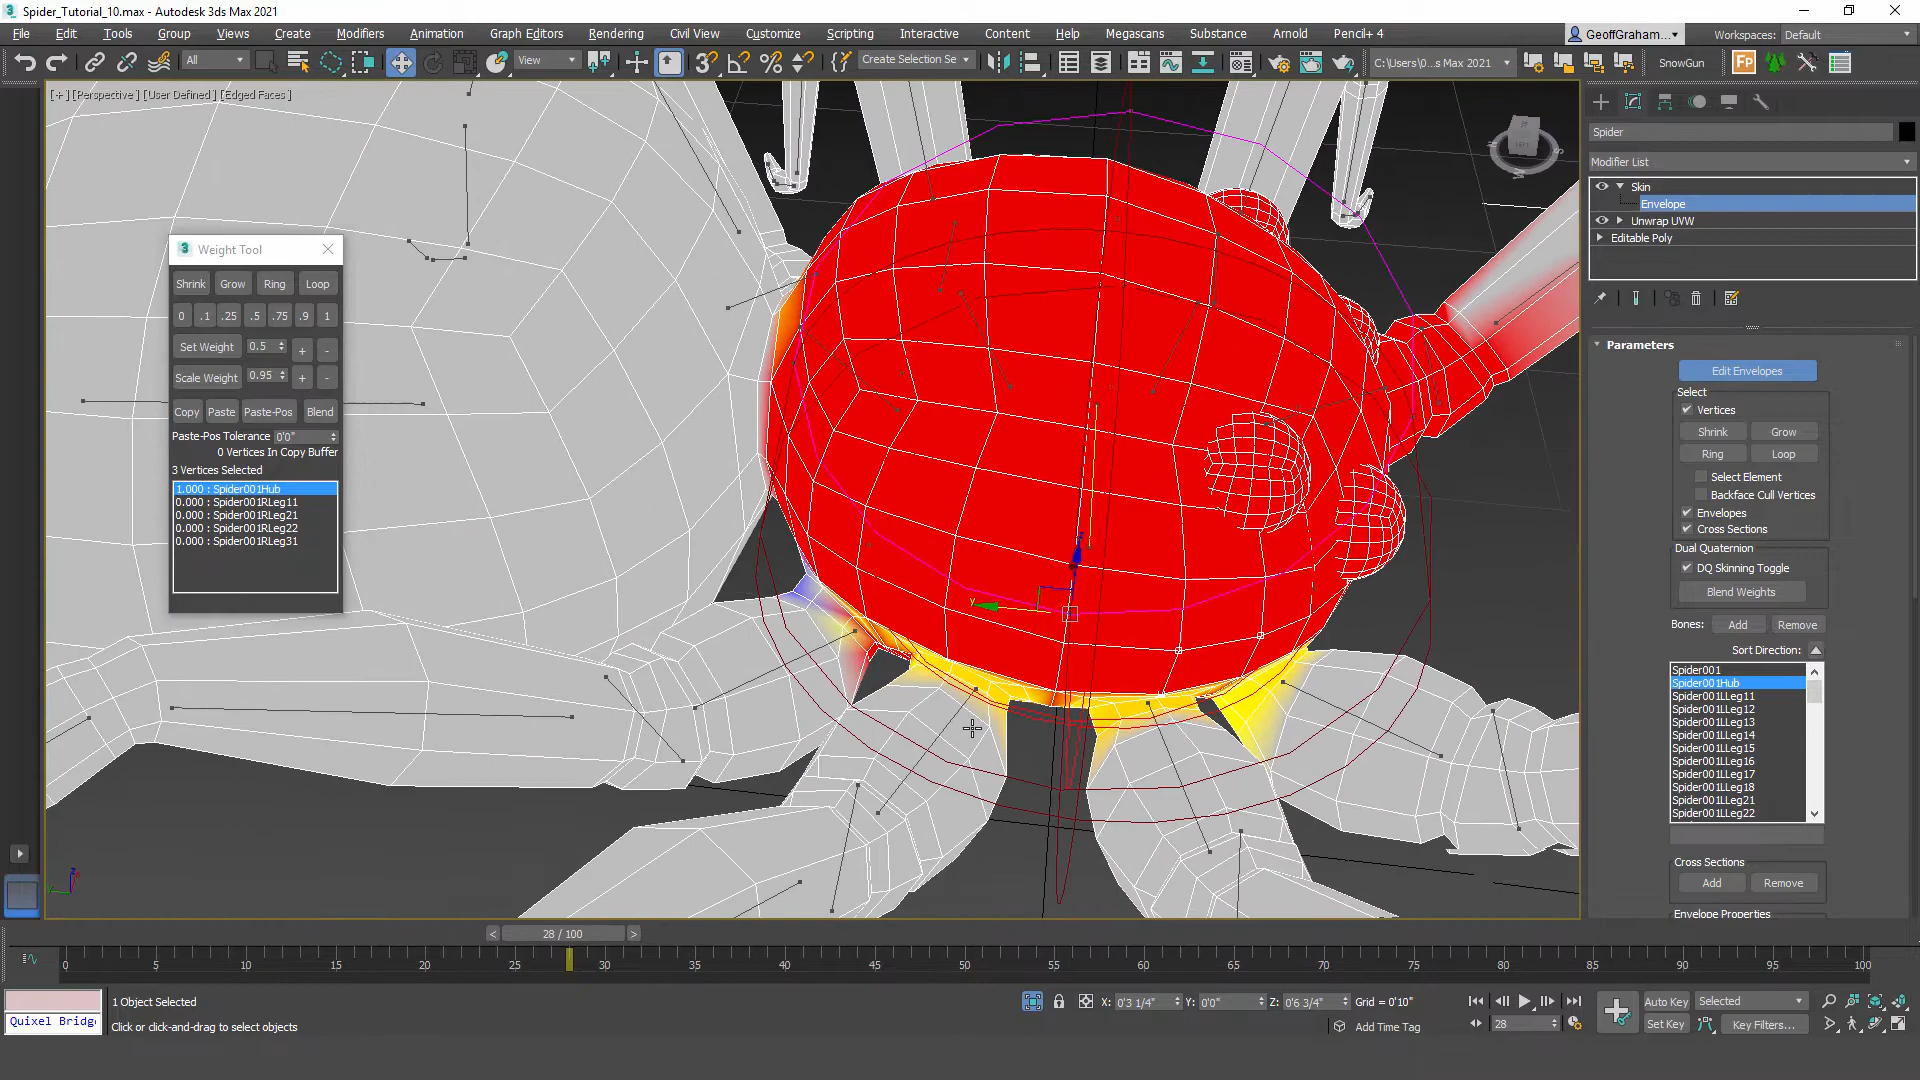 Spider_Tutorial_10.max - Autodesk 3ds Max 2021
File Edit Tools Group Views Create Modifiers Animation Graph Editors Rendering Civil View Customize Scripting Interactive Content Help Megascans Substance Arnold Pencil+ 4
GeoffGraham...
Workspaces: Default
All
View
Create Selection Se
C:\Users\0...s Max 2021
SnowGun
[+] [Perspective] [User Defined] [Edged Faces]
Weight Tool
Shrink Grow Ring Loop
0 .1 .25 .5 .75 .9 1
Set Weight 0.5 + -
Scale Weight 0.95 + -
Copy Paste Paste-Pos Blend
Paste-Pos Tolerance 0'0"
0 Vertices In Copy Buffer
3 Vertices Selected
1.000 : Spider001Hub
0.000 : Spider001RLeg11
0.000 : Spider001RLeg21
0.000 : Spider001RLeg22
0.000 : Spider001RLeg31
Spider
Modifier List
Skin
Envelope
Unwrap UVW
Editable Poly
Parameters
Edit Envelopes
Select
Vertices
Shrink Grow
Ring Loop
Select Element
Backface Cull Vertices
Envelopes
Cross Sections
Dual Quaternion
DQ Skinning Toggle
Blend Weights
Bones: Add Remove
Sort Direction:
Spider001
Spider001Hub
Spider001LLeg11
Spider001LLeg12
Spider001LLeg13
Spider001LLeg14
Spider001LLeg15
Spider001LLeg16
Spider001LLeg17
Spider001LLeg18
Spider001LLeg21
Spider001LLeg22
Cross Sections
Add Remove
Envelope Properties
< 28 / 100 >
0 5 10 15 20 25 30 35 40 45 50 55 60 65 70 75 80 85 90 95 100
1 Object Selected
Quixel Bridg
Click or click-and-drag to select objects
X: 0'3 1/4" Y: 0'0" Z: 0'6 3/4" Grid = 0'10"
Add Time Tag
28
Auto Key Selected
Set Key Key Filters...